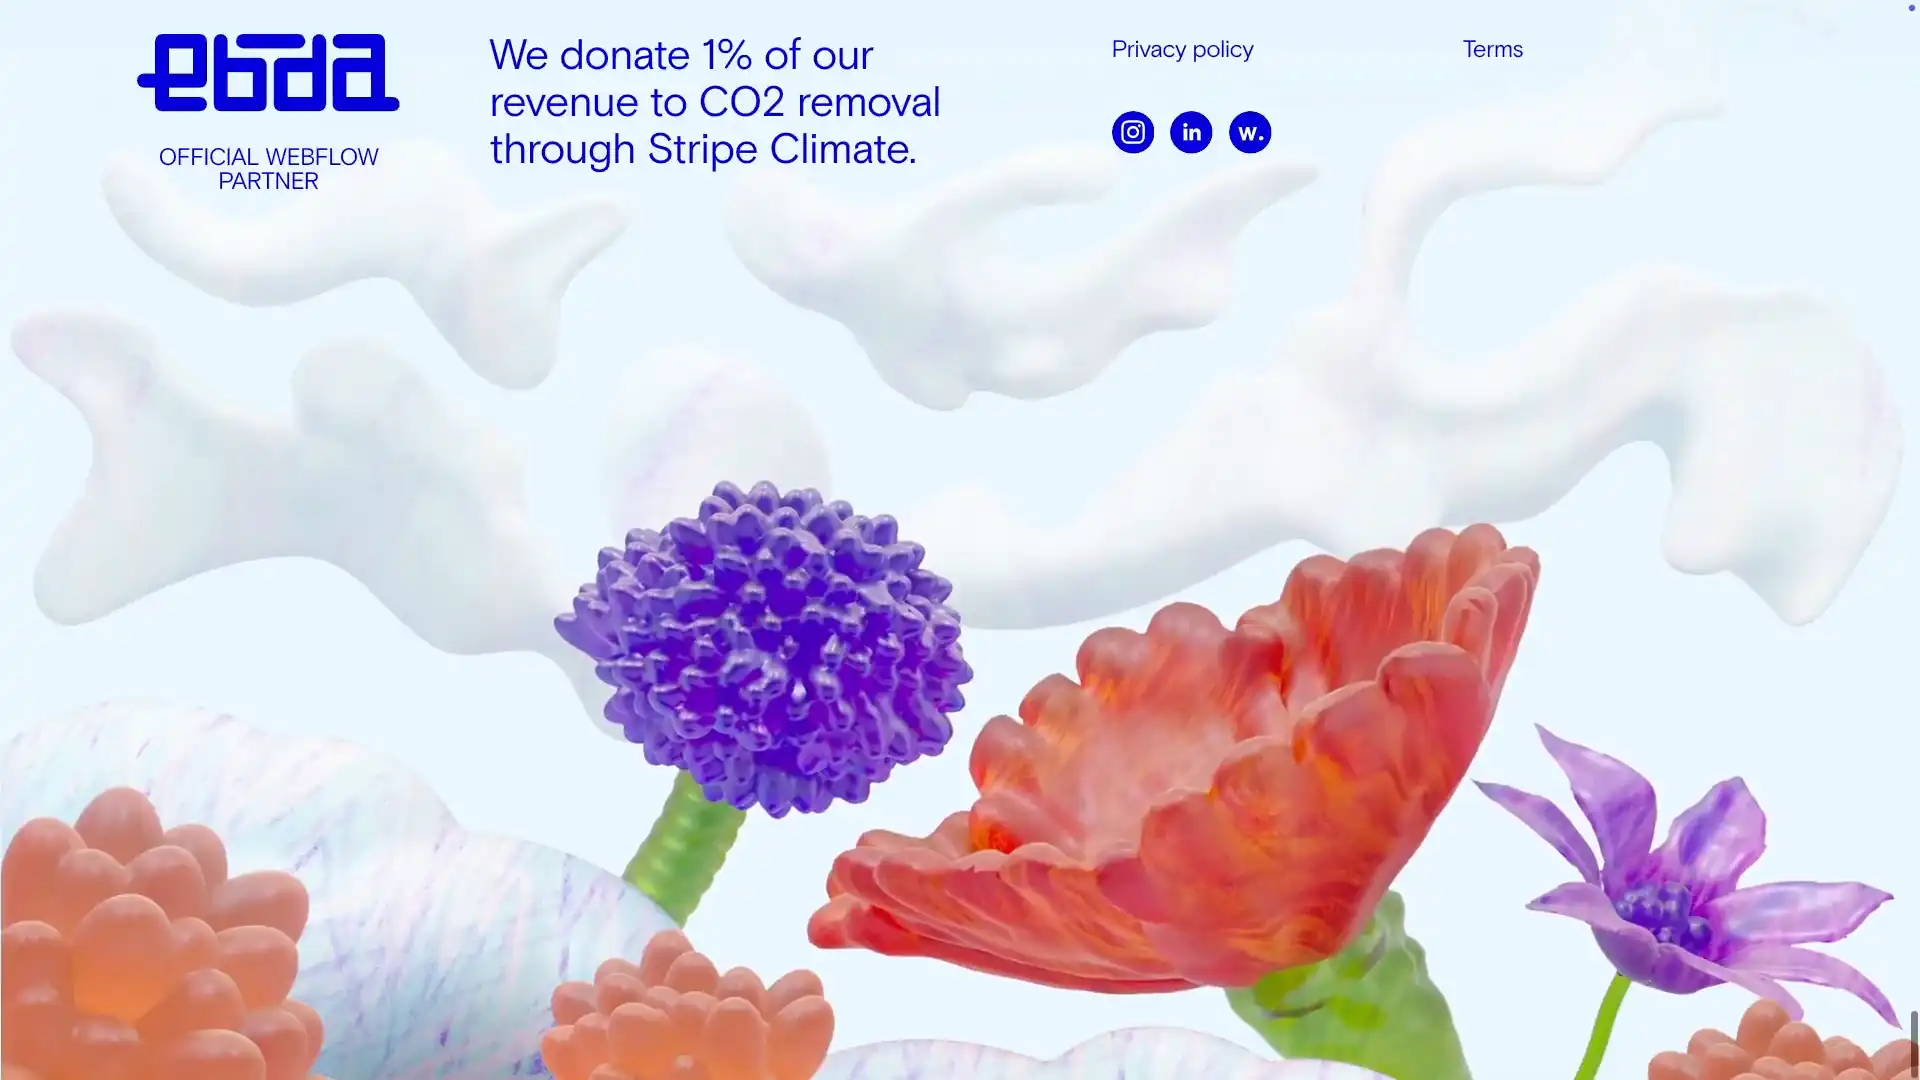 ebda
OFFICIAL WEBFLOW
PARTNER
We donate 1% of our
revenue to CO2 removal
through Stripe Climate.
Privacy policy
Terms
in
w.